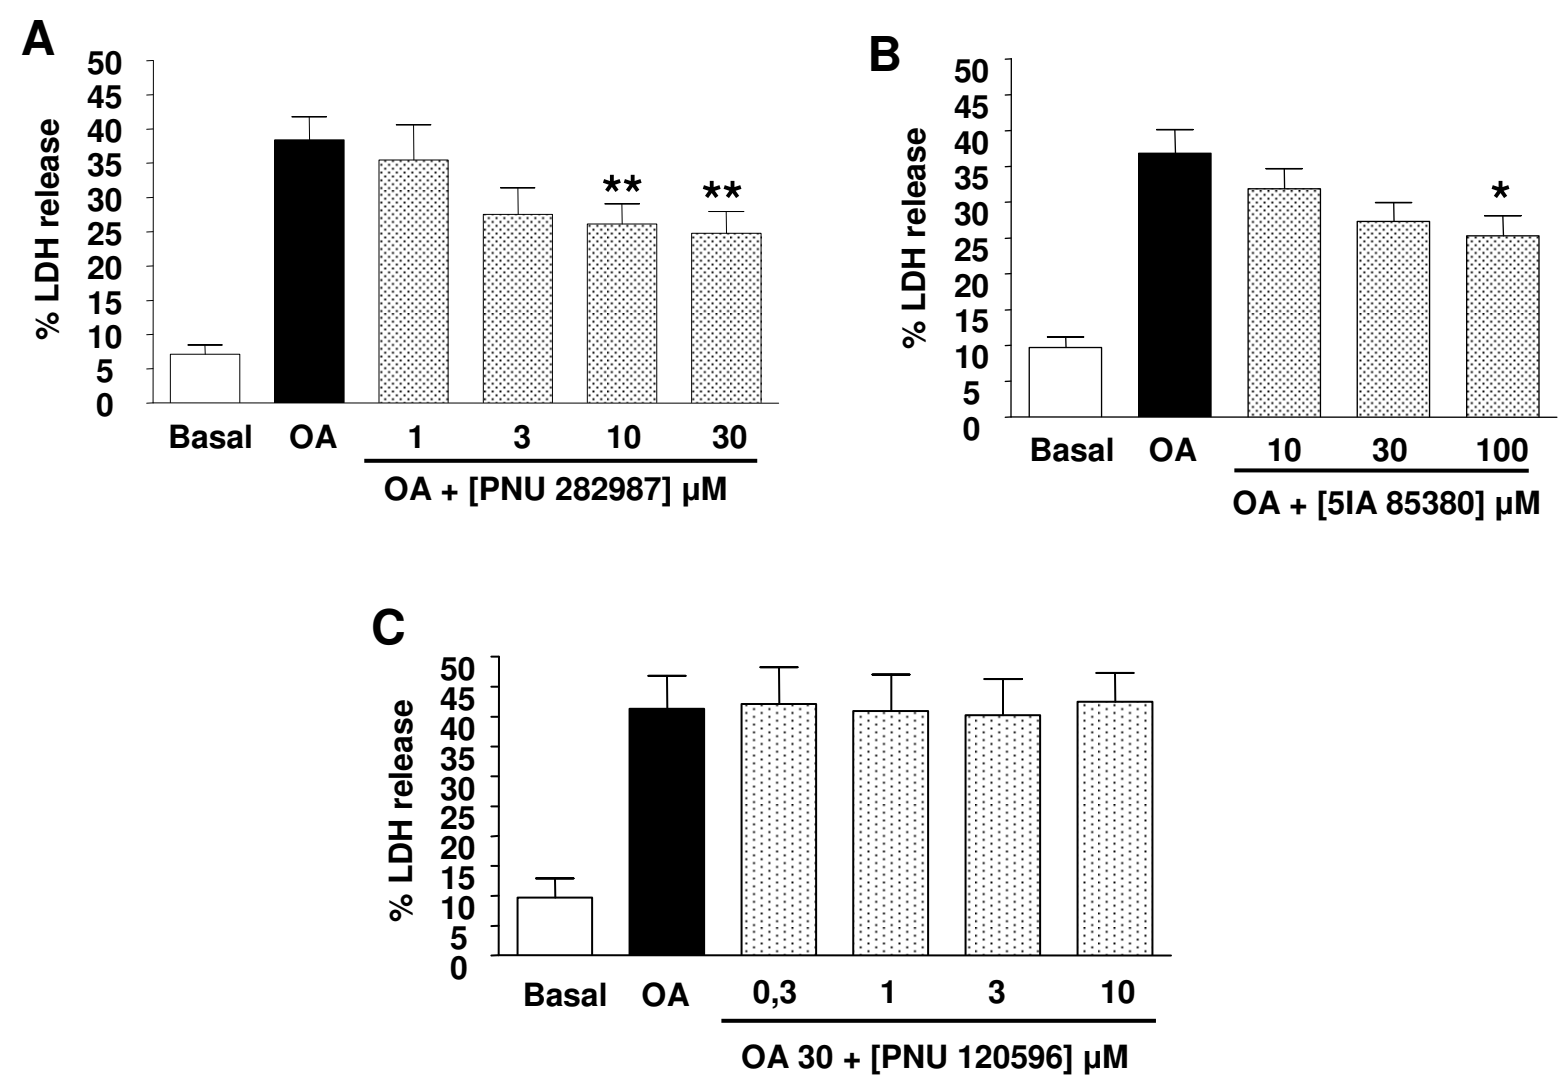 A
% LDH release
50
45
40
35
30
25
20
15
10
5
0
** **
Basal OA 1 3 10 30
OA + [PNU 282987] µM
B
% LDH release
50
45
40
35
30
25
20
15
10
5
0
*
Basal OA 10 30 100
OA + [5IA 85380] µM
C
% LDH release
50
45
40
35
30
25
20
15
10
5
0
Basal OA 0,3 1 3 10
OA 30 + [PNU 120596] µM